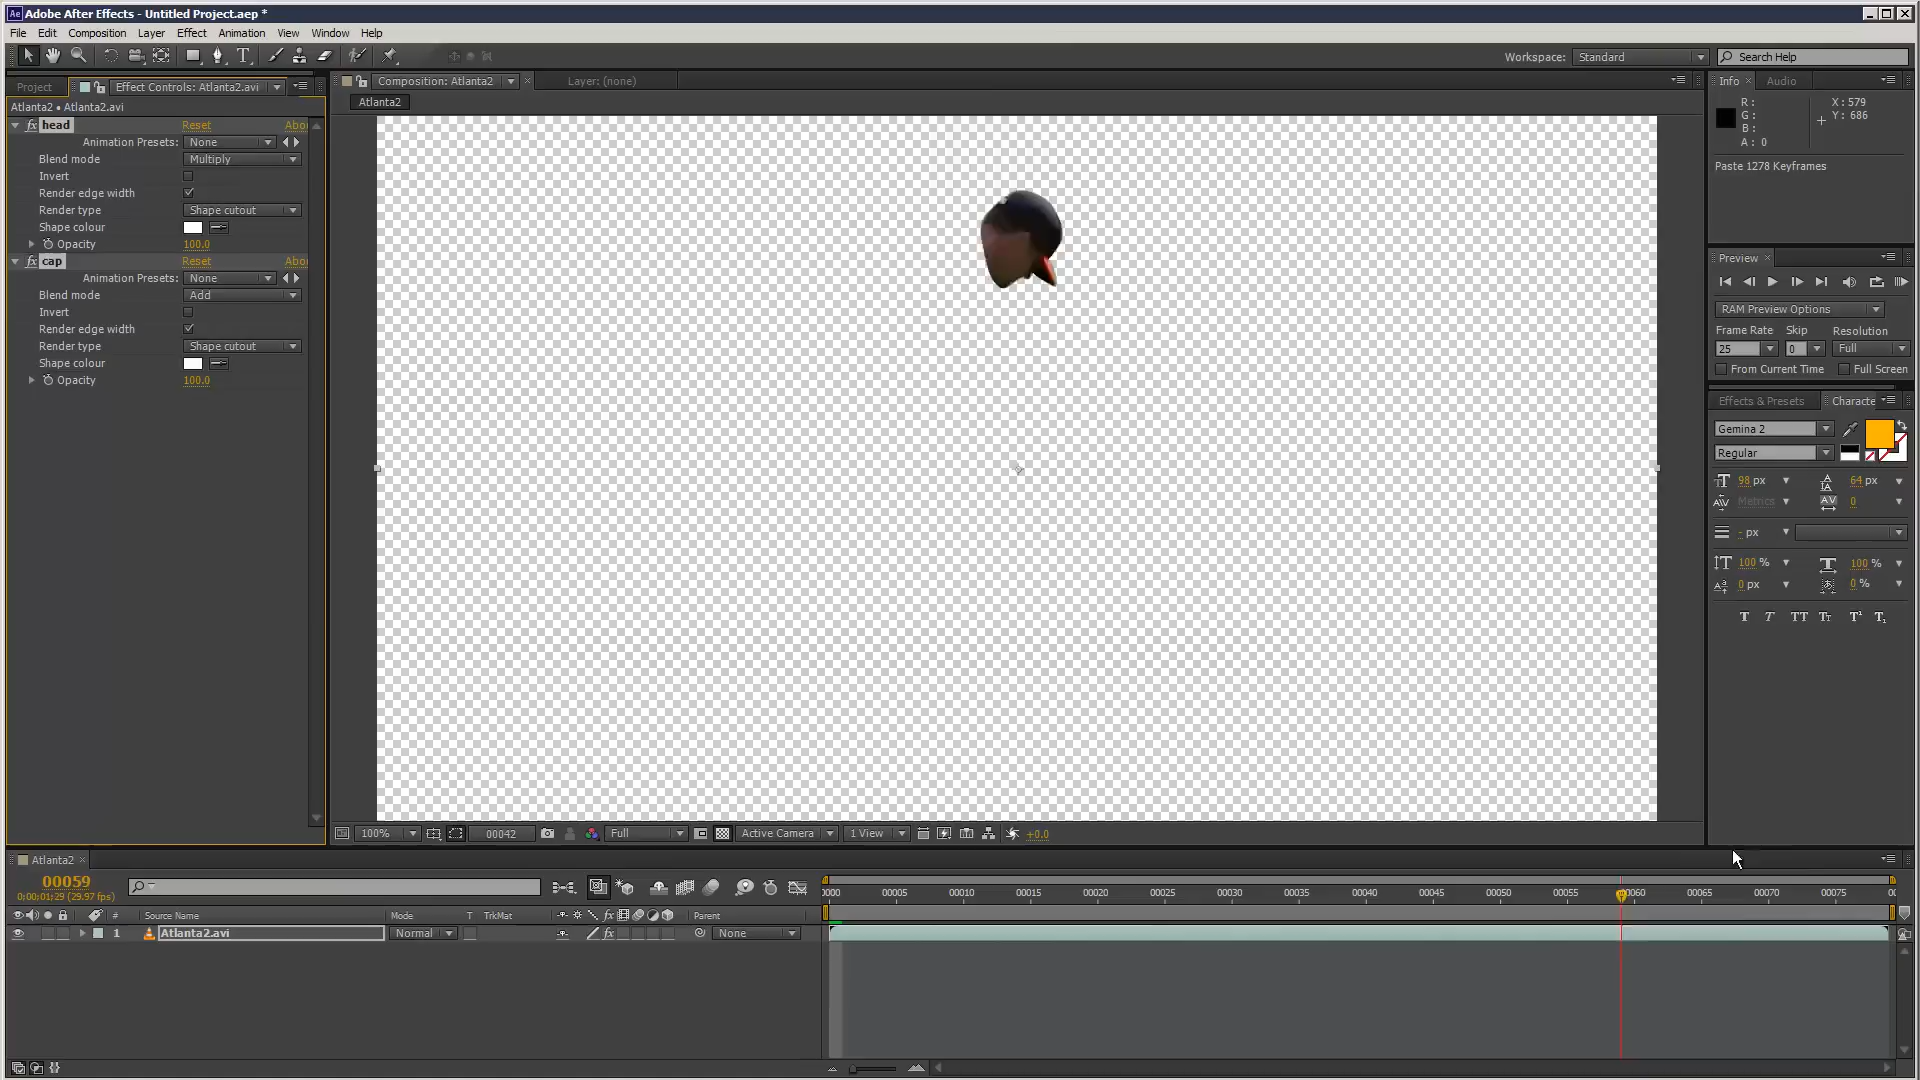 Ae Adobe After Effects - Untitled Project.aep *
File Edit Composition Layer Effect Animation View Window Help
Workspace: Standard Search Help
Project Effect Controls: Atlanta2.avi
Composition: Atlanta2 Layer: (none)
Info Audio
Atlanta2 • Atlanta2.avi
Atlanta2
fx head Reset Abo
Animation Presets: None
Blend mode Multiply
Invert
Render edge width
Render type Shape cutout
Shape colour
Opacity 100.0
fx cap Reset Abo
Animation Presets: None
Blend mode Add
Invert
Render edge width
Render type Shape cutout
Shape colour
Opacity 100.0
R: X: 579
G: Y: 686
B:
A: 0
Paste 1278 Keyframes
Preview
RAM Preview Options
Frame Rate Skip Resolution
25 0 Full
From Current Time Full Screen
Effects & Presets Characte
Gemina 2
Regular
98 px 64 px
Metrics 0
- px
100 % 100 %
0 px 0 %
T T TT Tt T¹ T₁
100% 00042 Full Active Camera 1 View +0.0
Atlanta2
00059
0;00;01;29 (29.97 fps)
0000 00005 00010 00015 00020 00025 00030 00035 00040 00045 00050 00055 00060 00065 00070 00075 00
# Source Name Mode T TrkMat fx Parent
1 Atlanta2.avi Normal fx None